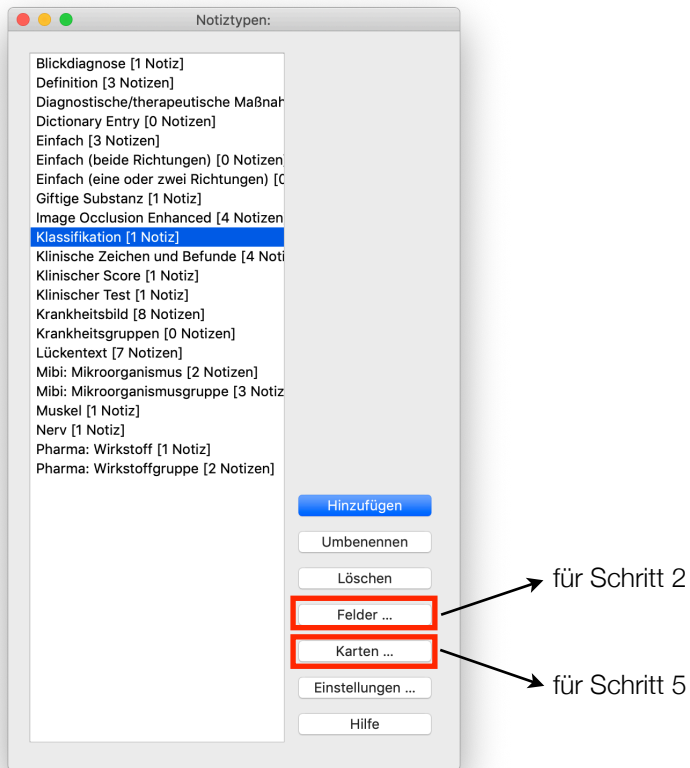 Notiztypen:
Blickdiagnose [1 Notiz]
Definition [3 Notizen]
Diagnostische/therapeutische Maßnah
Dictionary Entry [0 Notizen]
Einfach [3 Notizen]
Einfach (beide Richtungen) [0 Notizen
Einfach (eine oder zwei Richtungen) [0
Giftige Substanz [1 Notiz]
Image Occlusion Enhanced [4 Notizen
Klassifikation [1 Notiz]
Klinische Zeichen und Befunde [4 Noti
Klinischer Score [1 Notiz]
Klinischer Test [1 Notiz]
Krankheitsbild [8 Notizen]
Krankheitsgruppen [0 Notizen]
Lückentext [7 Notizen]
Mibi: Mikroorganismus [2 Notizen]
Mibi: Mikroorganismusgruppe [3 Notiz
Muskel [1 Notiz]
Nerv [1 Notiz]
Pharma: Wirkstoff [1 Notiz]
Pharma: Wirkstoffgruppe [2 Notizen]
Hinzufügen
Umbenennen
Löschen
Felder ...
Karten ...
Einstellungen ...
Hilfe
für Schritt 2
für Schritt 5